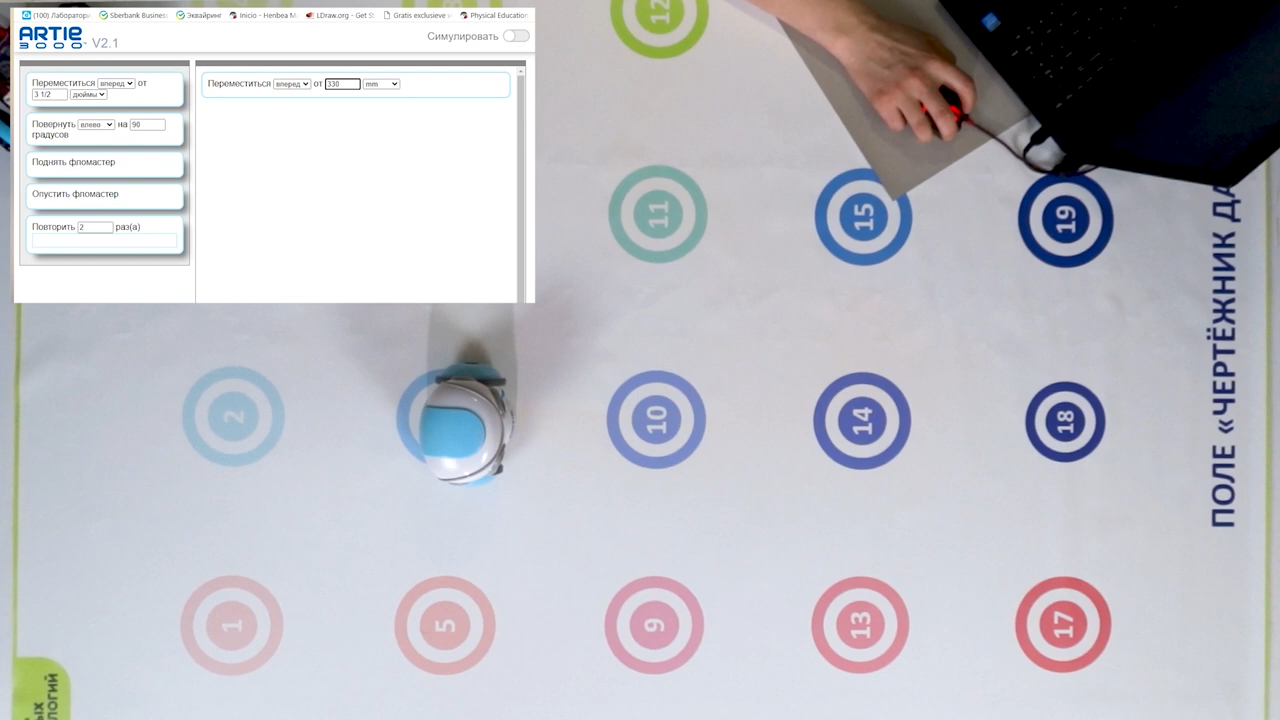 (100) Лаборатори
Sberbank Business
Эквайринг
Inicio - Henbea M
LDraw.org - Get St
Gratis exclusieve v
Physical Education
ARTIE 3000 V2.1
Симулировать
Переместиться вперед от
3 1/2 дюймы
Повернуть влево на 90
градусов
Поднять фломастер
Опустить фломастер
Повторить 2 раз(а)
Переместиться вперед от 330 mm
12
11
15
19
2
10
14
18
1
5
9
13
17
ПОЛЕ «ЧЕРТЁЖНИК ДА
ЫХ
ЛОГИЙ